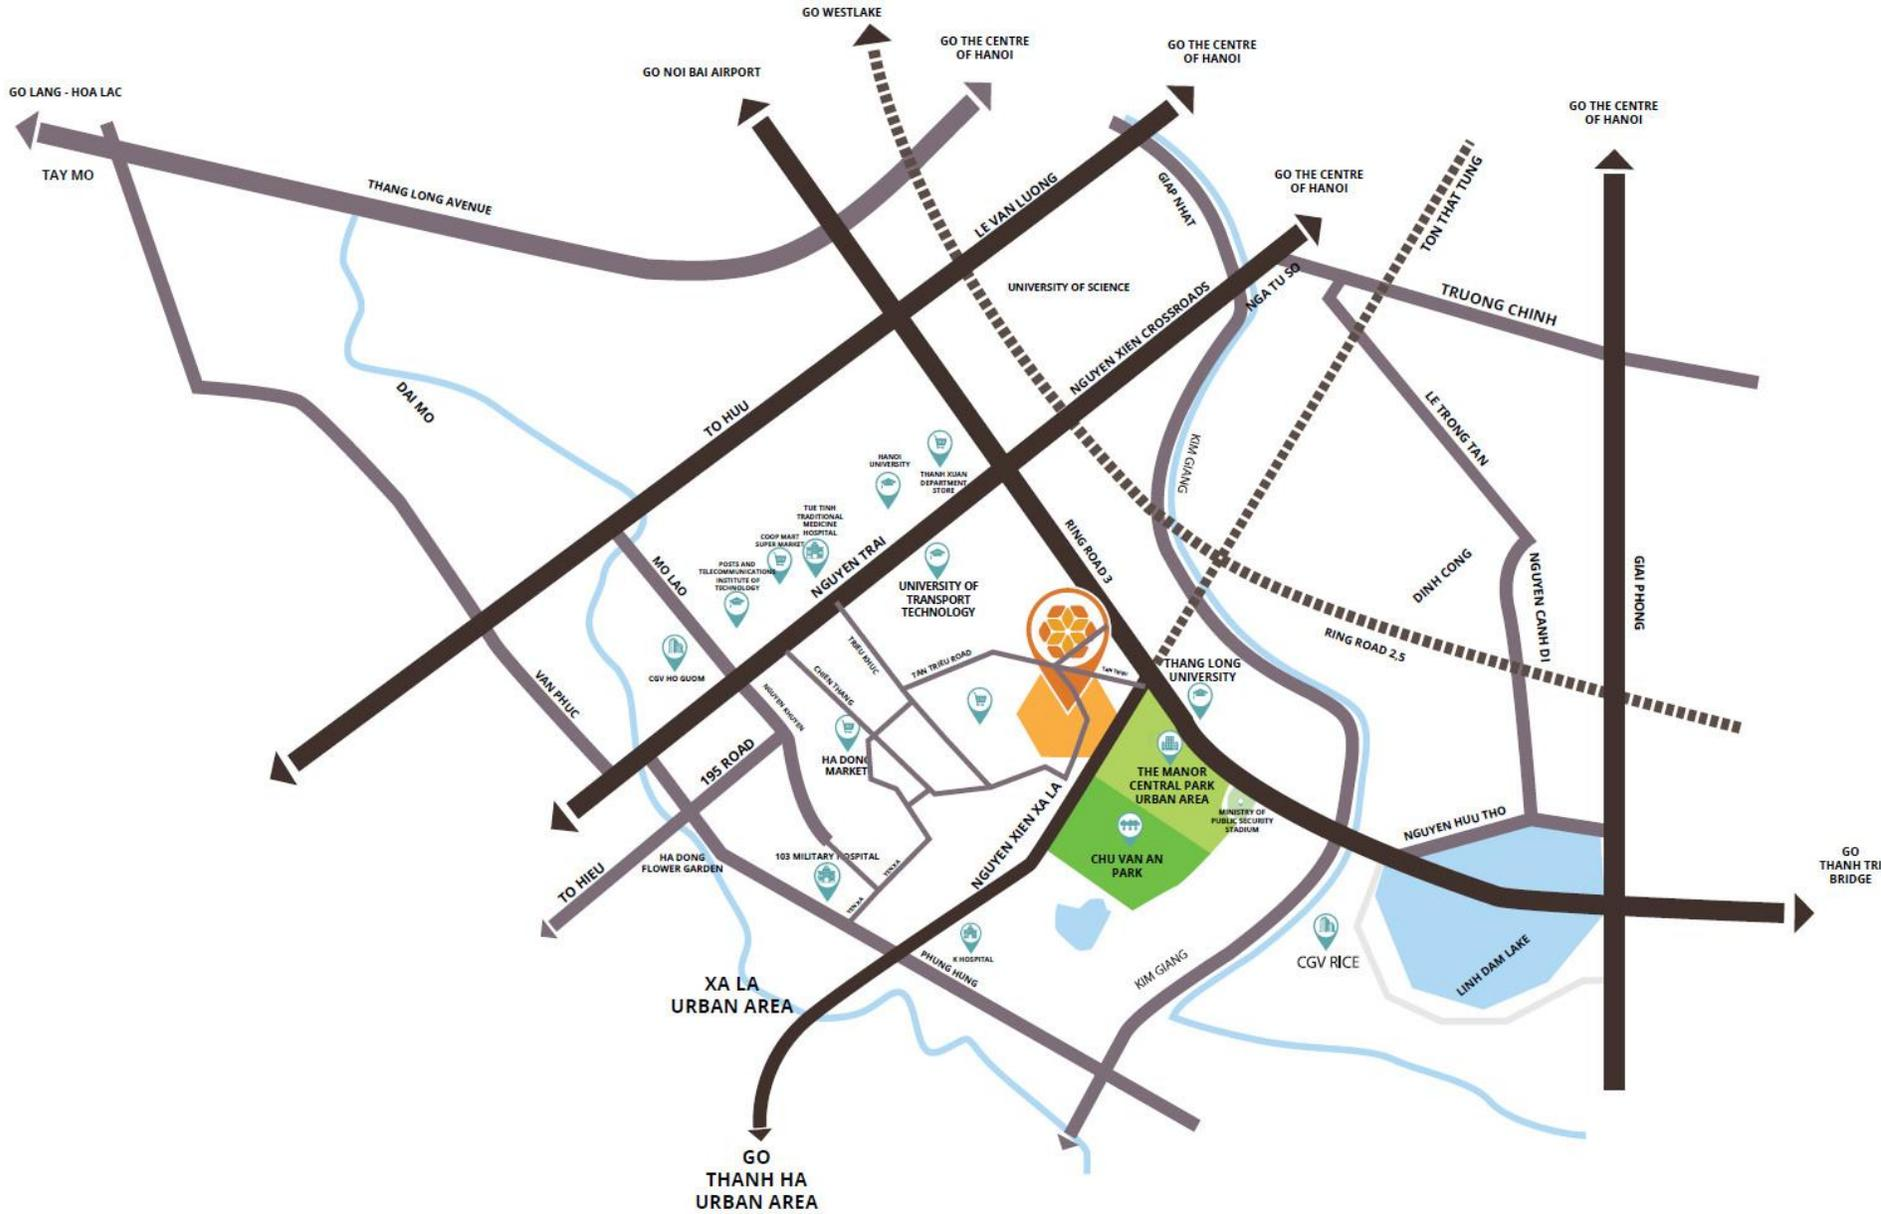 GO WESTLAKE
GO THE CENTRE
OF HANOI
GO THE CENTRE
OF HANOI
GO NOI BAI AIRPORT
GO LANG - HOA LAC
GO THE CENTRE
OF HANOI
TAY MO
THANG LONG AVENUE
LE VAN LUONG
GIAP NHAT
GO THE CENTRE
OF HANOI
TON THAT TUNG
UNIVERSITY OF SCIENCE
NGA TU SO
TRUONG CHINH
NGUYEN XIEN CROSSROADS
DAI MO
TO HUU
LE TRONG TAN
KIM GIANG
HANOI
UNIVERSITY
THANH XUAN
DEPARTMENT
STORE
TUE TINH
TRADITIONAL
MEDICINE
HOSPITAL
COOP MART
SUPER MARKET
POSTS AND
TELECOMMUNICATIONS
INSTITUTE OF
TECHNOLOGY
NGUYEN TRAI
RING ROAD 3
MO LAO
UNIVERSITY OF
TRANSPORT
TECHNOLOGY
DINH CONG
NGUYEN CANH DI
GIAI PHONG
RING ROAD 2,5
TRIEU KHUC
TAN TRIEU ROAD
CHIEN THANG
THANG LONG
UNIVERSITY
CGV HO GUOM
VAN PHUC
NGUYEN KHUYEN
195 ROAD
HA DONG
MARKET
THE MANOR
CENTRAL PARK
URBAN AREA
MINISTRY OF
PUBLIC SECURITY
STADIUM
NGUYEN HUU THO
NGUYEN XIEN XA LA
CHU VAN AN
PARK
GO
THANH TRI
BRIDGE
TO HIEU
HA DONG
FLOWER GARDEN
103 MILITARY HOSPITAL
YEN XA
YEN XA
K HOSPITAL
PHUNG HUNG
KIM GIANG
CGV RICE
LINH DAM LAKE
XA LA
URBAN AREA
GO
THANH HA
URBAN AREA